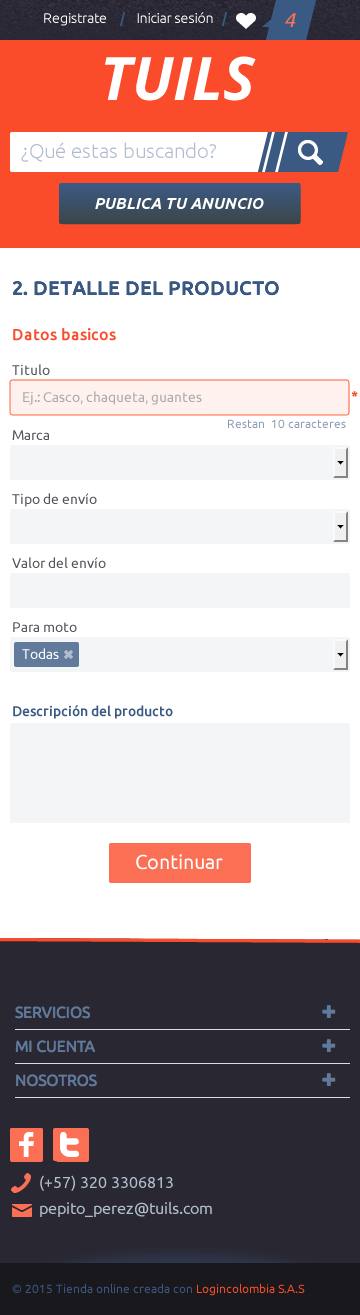 Registrate / Iniciar sesión / 4
TUILS
¿Qué estas buscando?
PUBLICA TU ANUNCIO
2. DETALLE DEL PRODUCTO
Datos basicos
Titulo
Ej.: Casco, chaqueta, guantes *
Restan 10 caracteres
Marca
Tipo de envío
Valor del envío
Para moto
Todas ✖
Descripción del producto
Continuar
SERVICIOS +
MI CUENTA +
NOSOTROS +
(+57) 320 3306813
pepito_perez@tuils.com
© 2015 Tienda online creada con Logincolombia S.A.S